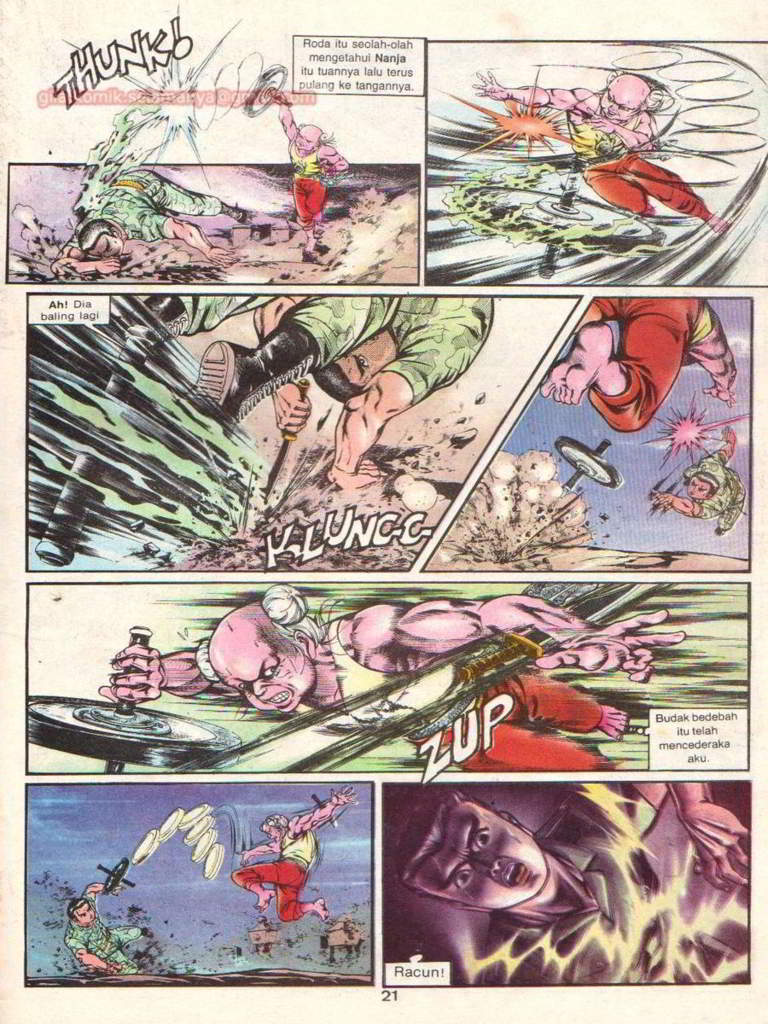 THUNK!
Roda itu seolah-olah
mengetahui Nanja
itu tuannya lalu terus
pulang ke tangannya.
Ah! Dia
baling lagi
KLUNGG
ZUP
Budak bedebah
itu telah
mencederaka
aku.
Racun!
21